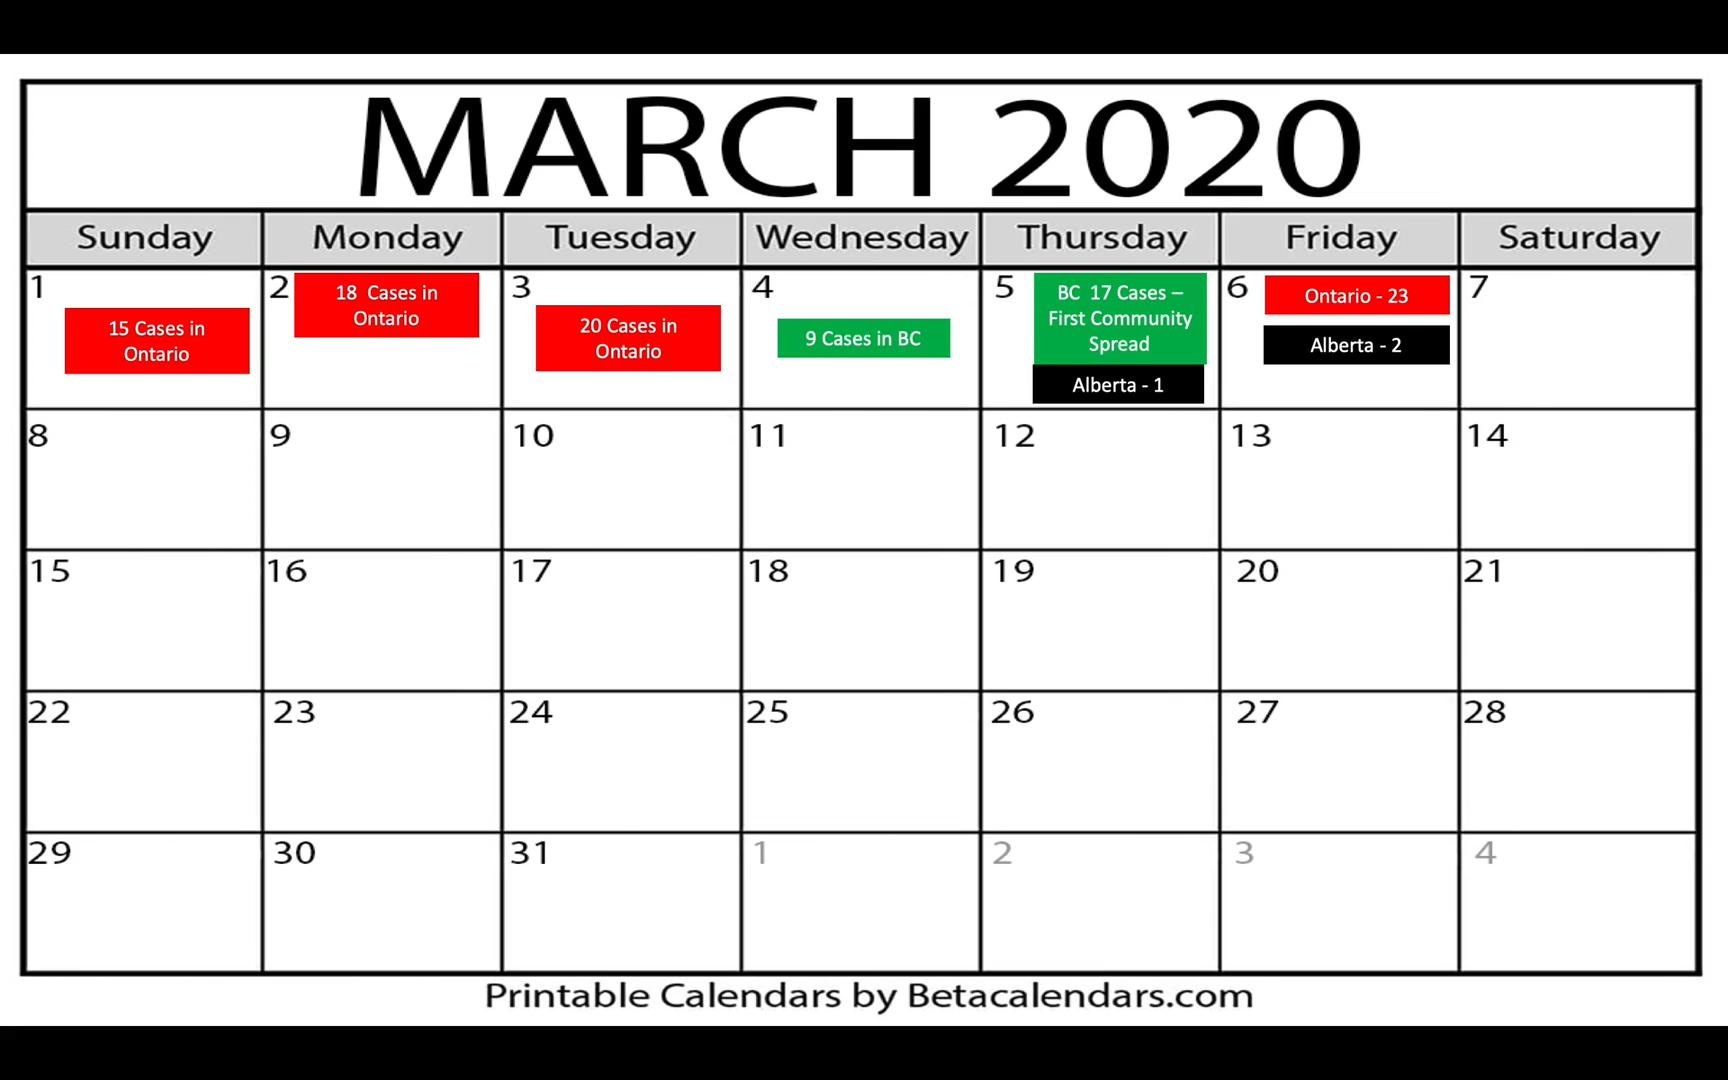 MARCH 2020
Sunday Monday Tuesday Wednesday Thursday Friday Saturday
1
15 Cases in
Ontario
2
18 Cases in
Ontario
3
20 Cases in
Ontario
4
9 Cases in BC
5
BC 17 Cases –
First Community
Spread
Alberta - 1
6
Ontario - 23
Alberta - 2
7
8 9 10 11 12 13 14
15 16 17 18 19 20 21
22 23 24 25 26 27 28
29 30 31 1 2 3 4
Printable Calendars by Betacalendars.com